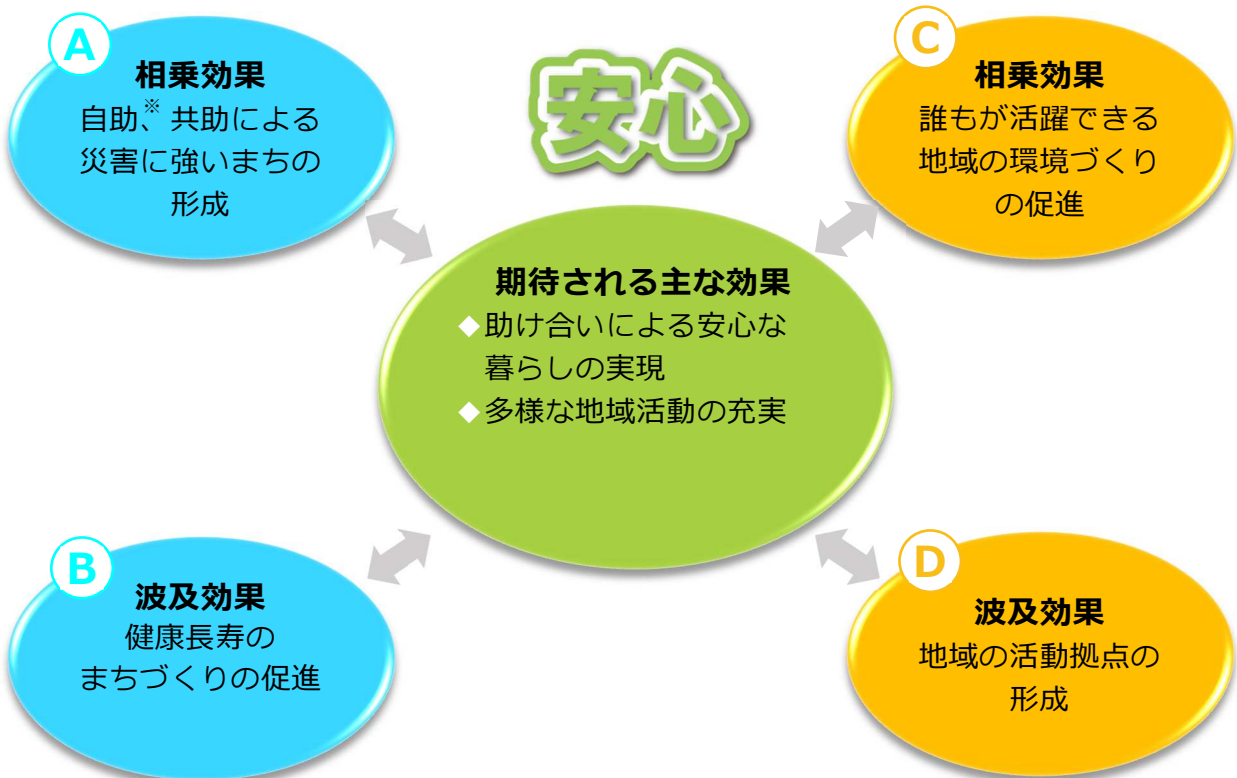 A
相乗効果
自助、※共助による
災害に強いまちの
形成
安心
C
相乗効果
誰もが活躍できる
地域の環境づくり
の促進
期待される主な効果
◆助け合いによる安心な
暮らしの実現
◆多様な地域活動の充実
B
波及効果
健康長寿の
まちづくりの促進
D
波及効果
地域の活動拠点の
形成